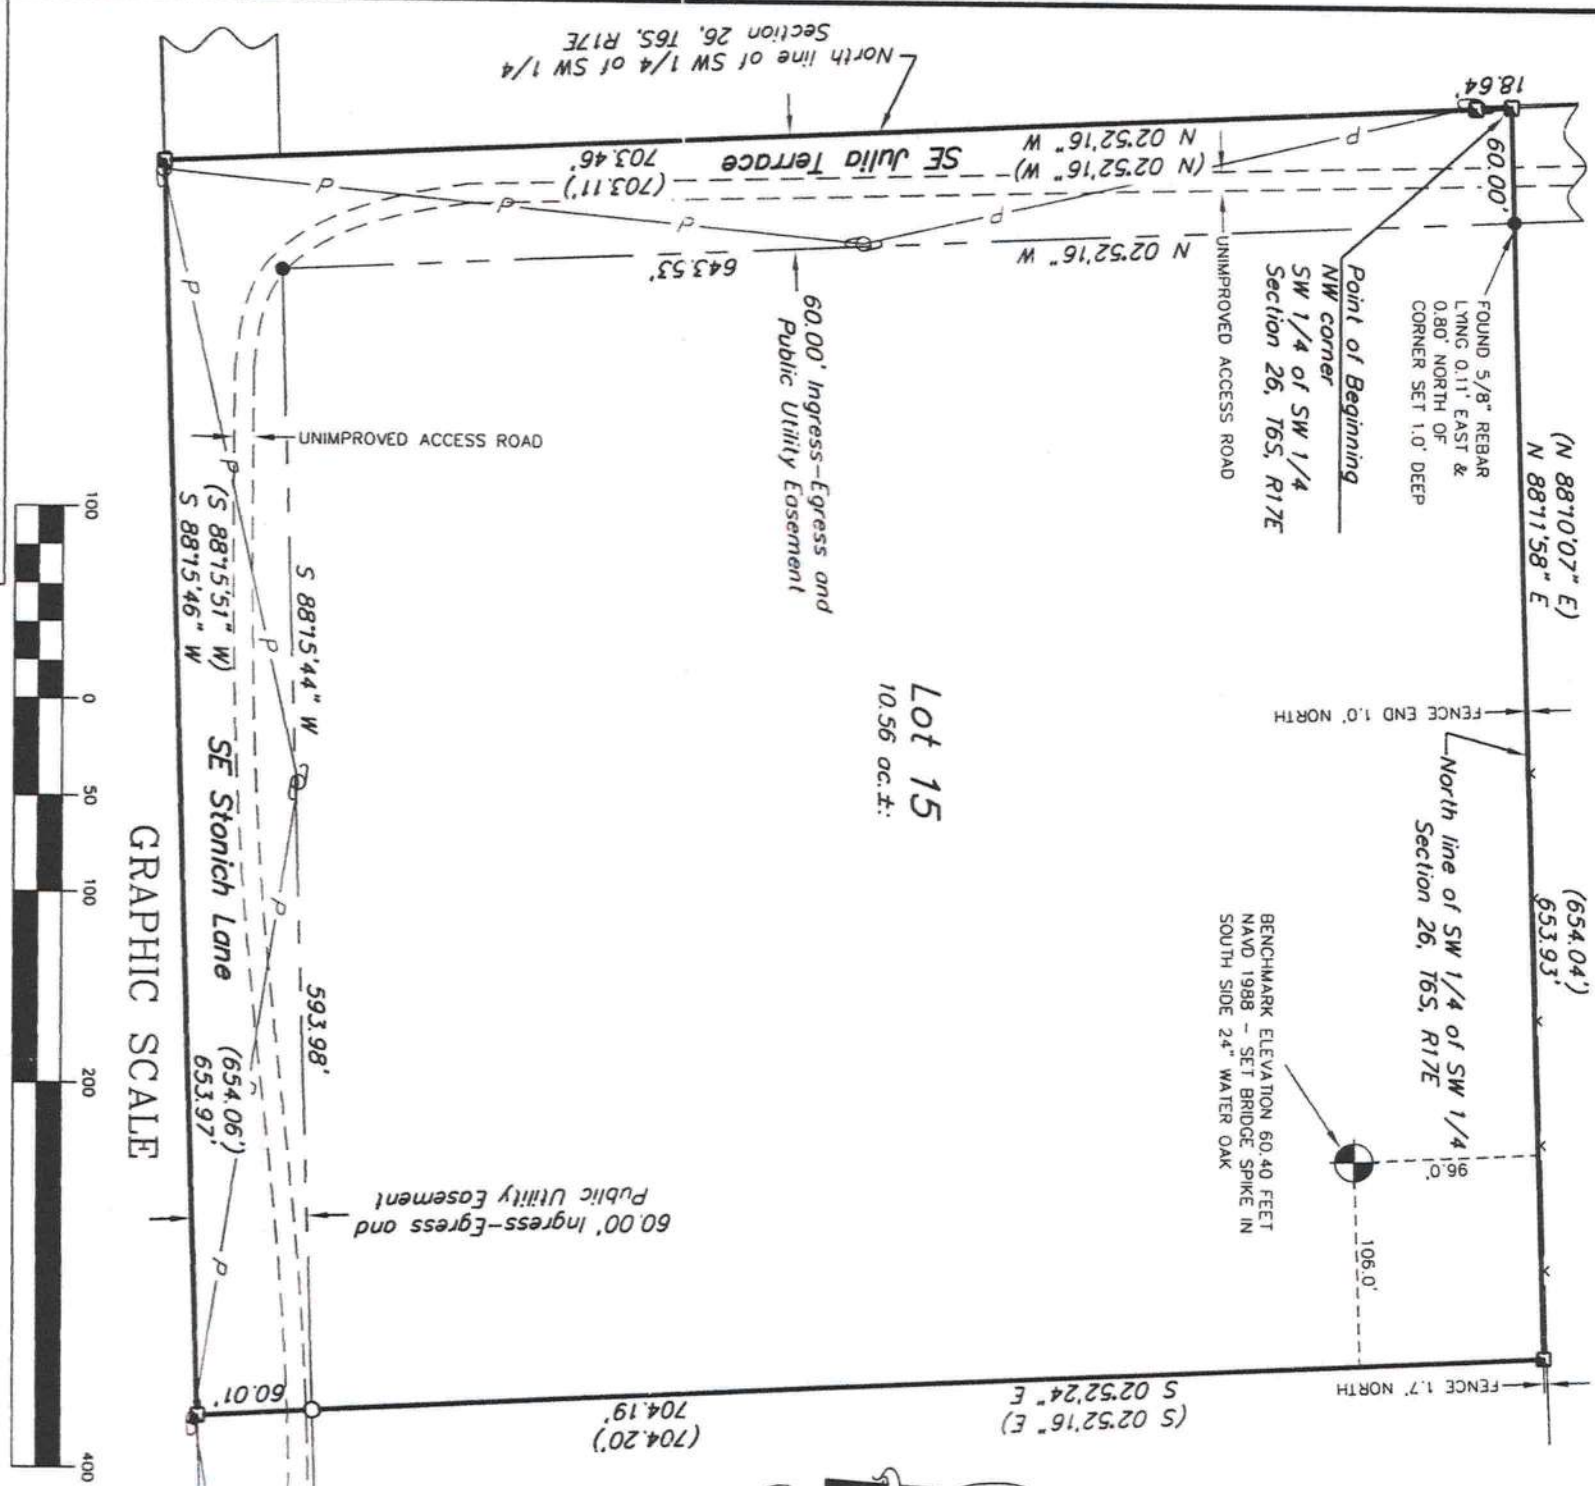 North line of SW 1/4 of SW 1/4
Section 26, T6S, R17E
18.64'
60.00'
N 02°52'16" W
(N 02°52'16" W)
SE Julia Terrace
703.46'
(703.11')
N 02°52'16" W
643.53'
60.00' Ingress-Egress and
Public Utility Easement
UNIMPROVED ACCESS ROAD
Point of Beginning
NW corner
SW 1/4 of SW 1/4
Section 26, T6S, R17E
FOUND 5/8" REBAR
LYING 0.11' EAST &
0.80' NORTH OF
CORNER SET 1.0' DEEP
(N 88°10'07" E)
N 88°11'58" E
(654.04')
653.93'
FENCE END 1.0' NORTH
North line of SW 1/4 of SW 1/4
Section 26, T6S, R17E
96.0'
106.0'
BENCHMARK ELEVATION 60.40 FEET
NAVD 1988 - SET BRIDGE SPIKE IN
SOUTH SIDE 24" WATER OAK
FENCE 1.7' NORTH
Lot 15
10.56 ac.±
UNIMPROVED ACCESS ROAD
S 88°15'44" W
593.98'
(S 88°15'51" W)
S 88°15'46" W
SE Stonich Lane
(654.06')
653.97'
60.00' Ingress-Egress and
Public Utility Easement
60.01'
S 02°52'24" E
(S 02°52'16" E)
704.19'
(704.20')
P
P
P
P
P
P
P
P
P
P
GRAPHIC SCALE
100
0
50
100
200
400